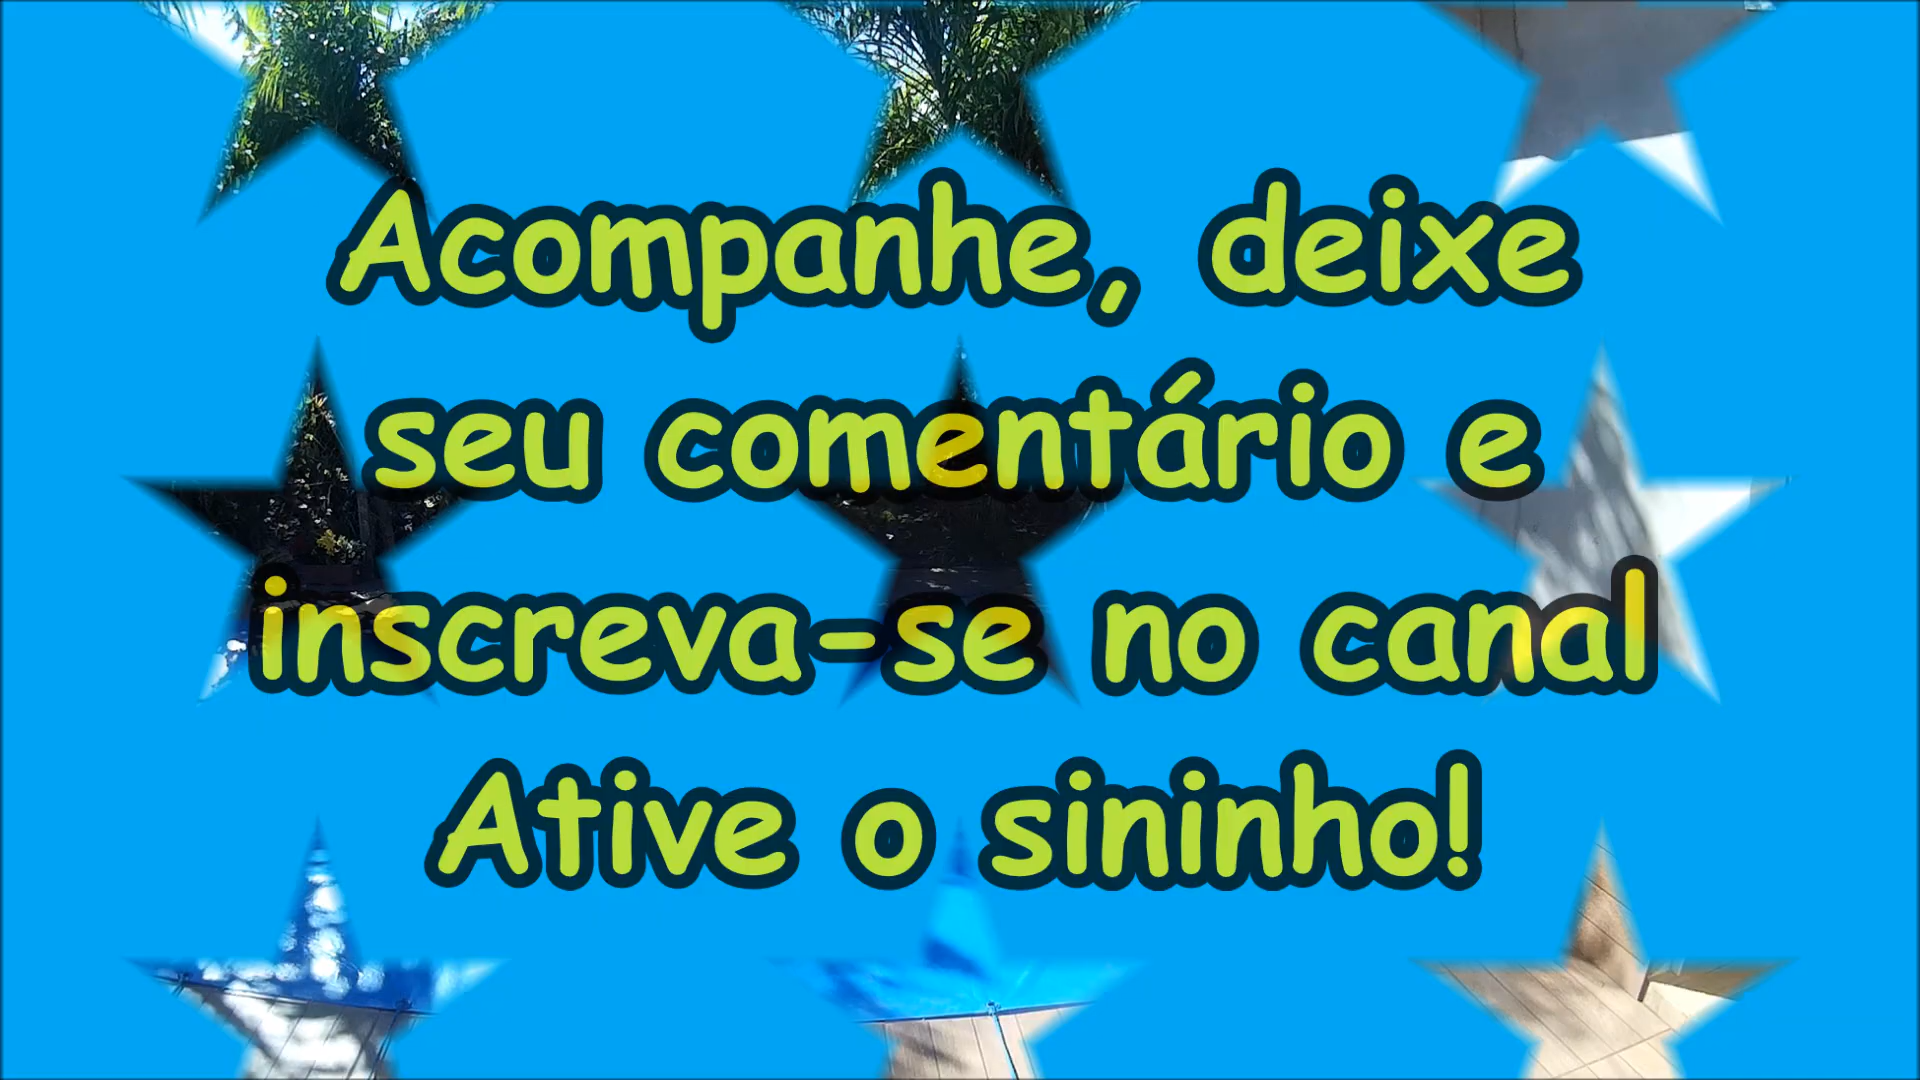 Acompanhe, deixe
seu comentário e
inscreva-se no canal
Ative o sininho!